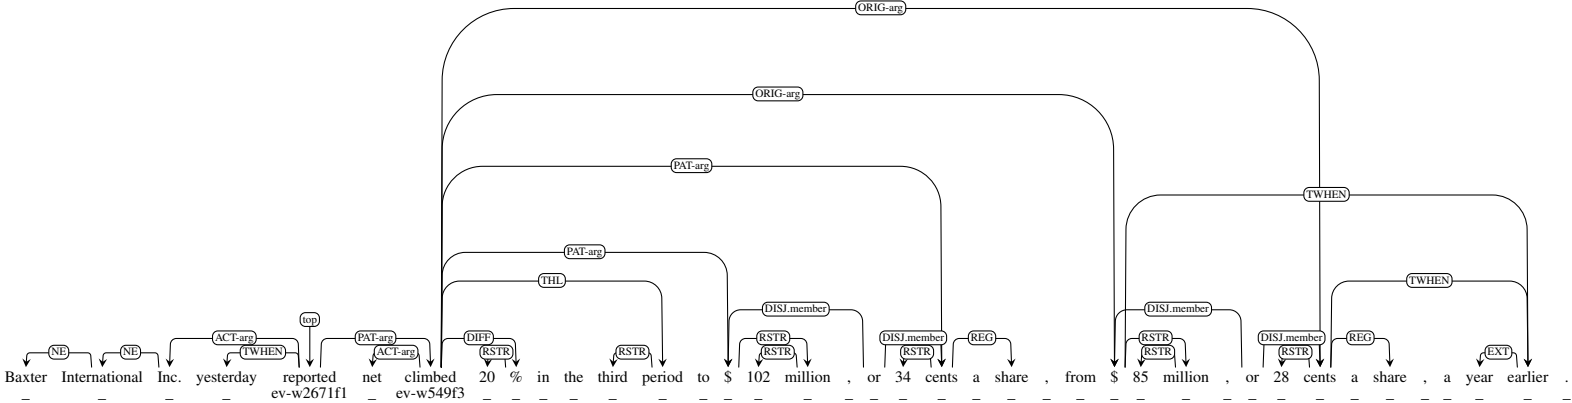 ORIG-arg
ORIG-arg
PAT-arg
TWHEN
PAT-arg
THL TWHEN
DISJ.member DISJ.member
top
ACT-arg PAT-arg DIFF RSTR DISJ.member REG RSTR DISJ.member REG
NE NE TWHEN ACT-arg RSTR RSTR RSTR RSTR RSTR RSTR EXT
Baxter International Inc. yesterday reported net climbed 20 % in the third period to $ 102 million , or 34 cents a share , from $ 85 million , or 28 cents a share , a year earlier .
_ _ _ _ ev-w2671f1 _ ev-w549f3 _ _ _ _ _ _ _ _ _ _ _ _ _ _ _ _ _ _ _ _ _ _ _ _ _ _ _ _ _ _ _ _